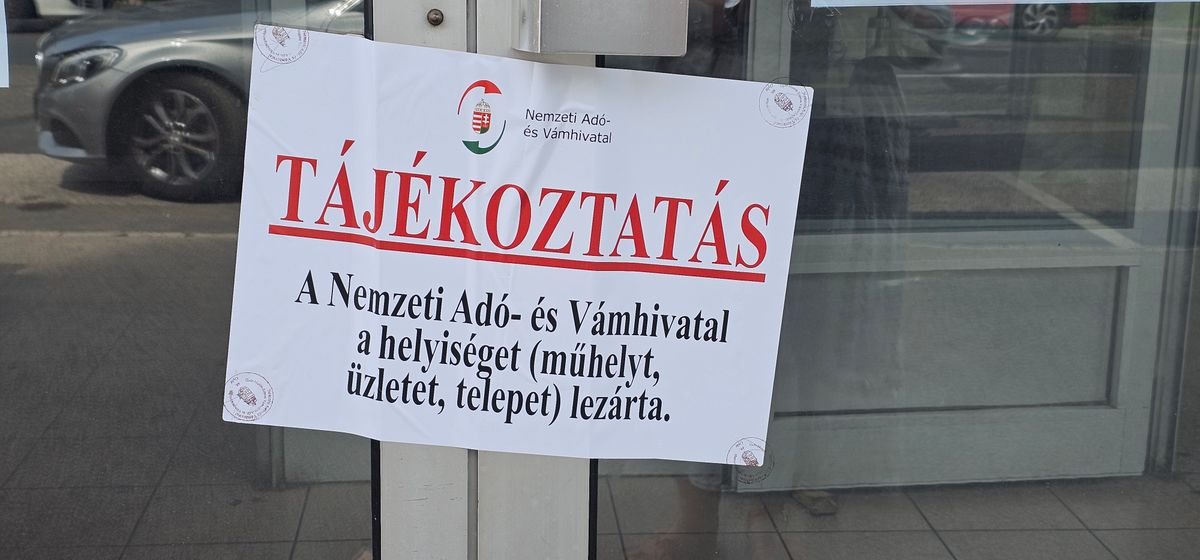 Nemzeti Adó-
és Vámhivatal
TÁJÉKOZTATÁS
A Nemzeti Adó- és Vámhivatal
a helyiséget (műhelyt,
üzletet, telepet) lezárta.